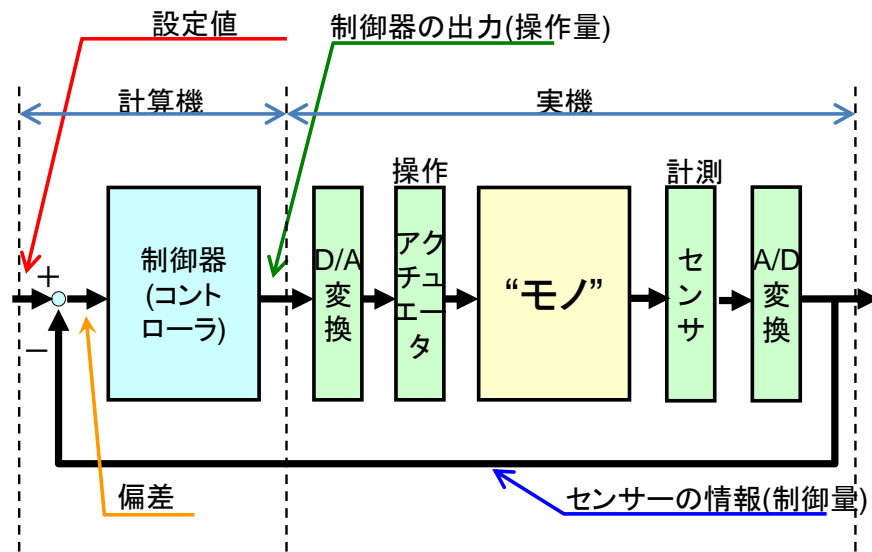 設定値
制御器の出力(操作量)
計算機
実機
操作
計測
+
−
制御器
(コント
ローラ)
D/A
変
換
アク
チュ
エー
タ
“モノ”
セ
ン
サ
A/D
変
換
偏差
センサーの情報(制御量)